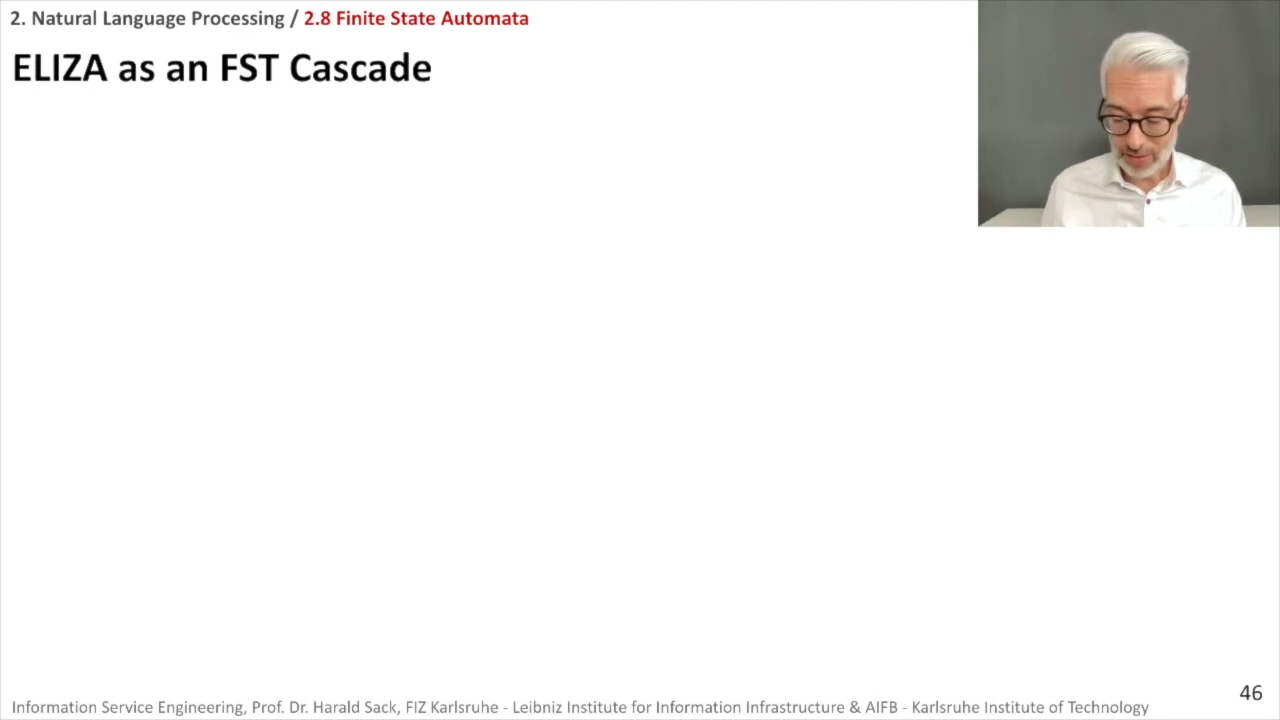 2. Natural Language Processing / 2.8 Finite State Automata
ELIZA as an FST Cascade
46
Information Service Engineering, Prof. Dr. Harald Sack, FIZ Karlsruhe - Leibniz Institute for Information Infrastructure & AIFB - Karlsruhe Institute of Technology